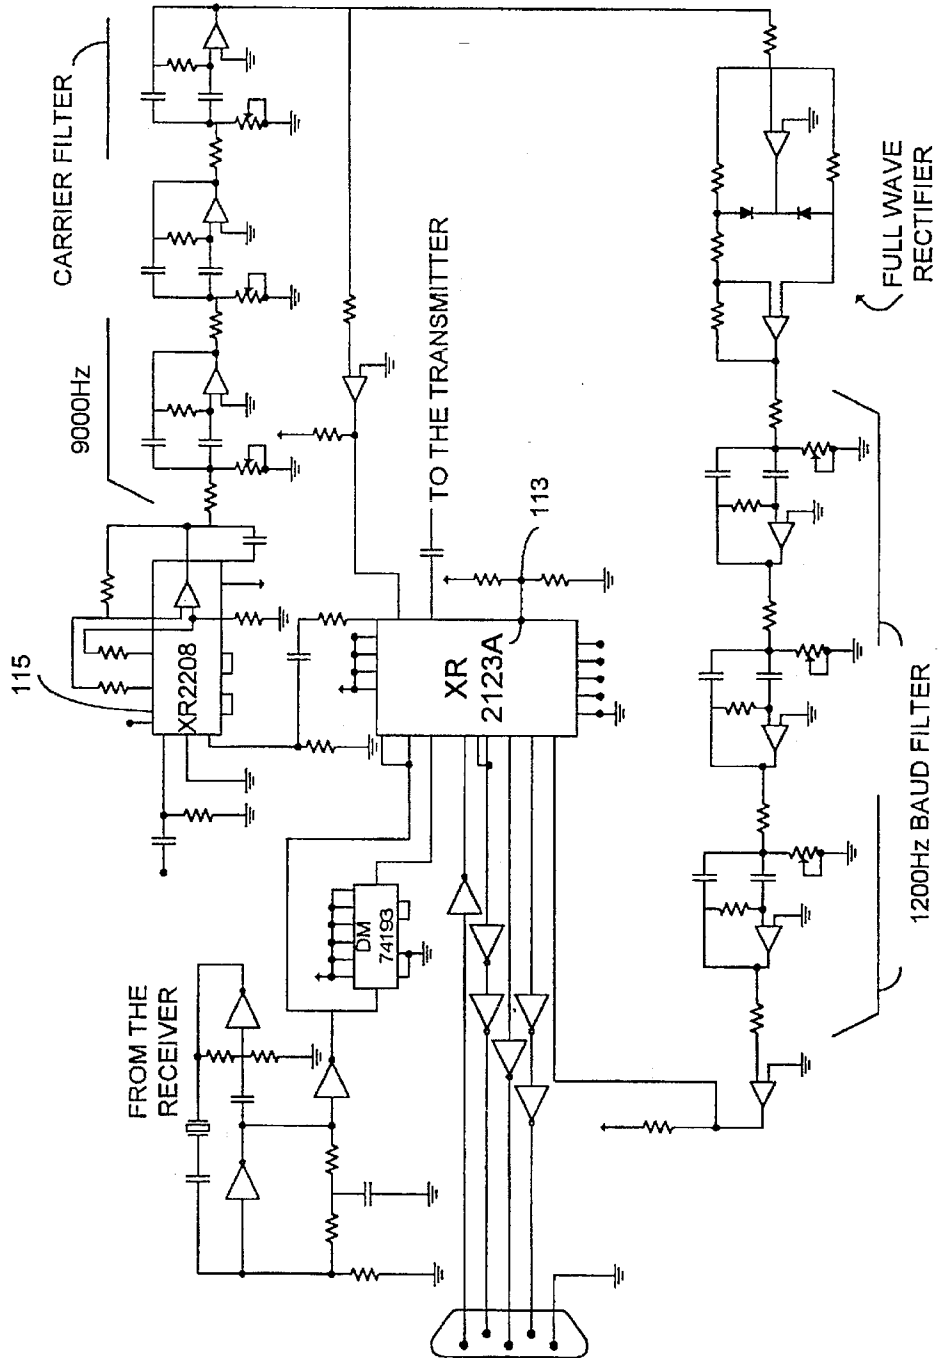 CARRIER FILTER
9000Hz
115
XR2208
FROM THE
RECEIVER
DM
74193
XR
2123A
113
TO THE TRANSMITTER
FULL WAVE
RECTIFIER
1200Hz BAUD FILTER